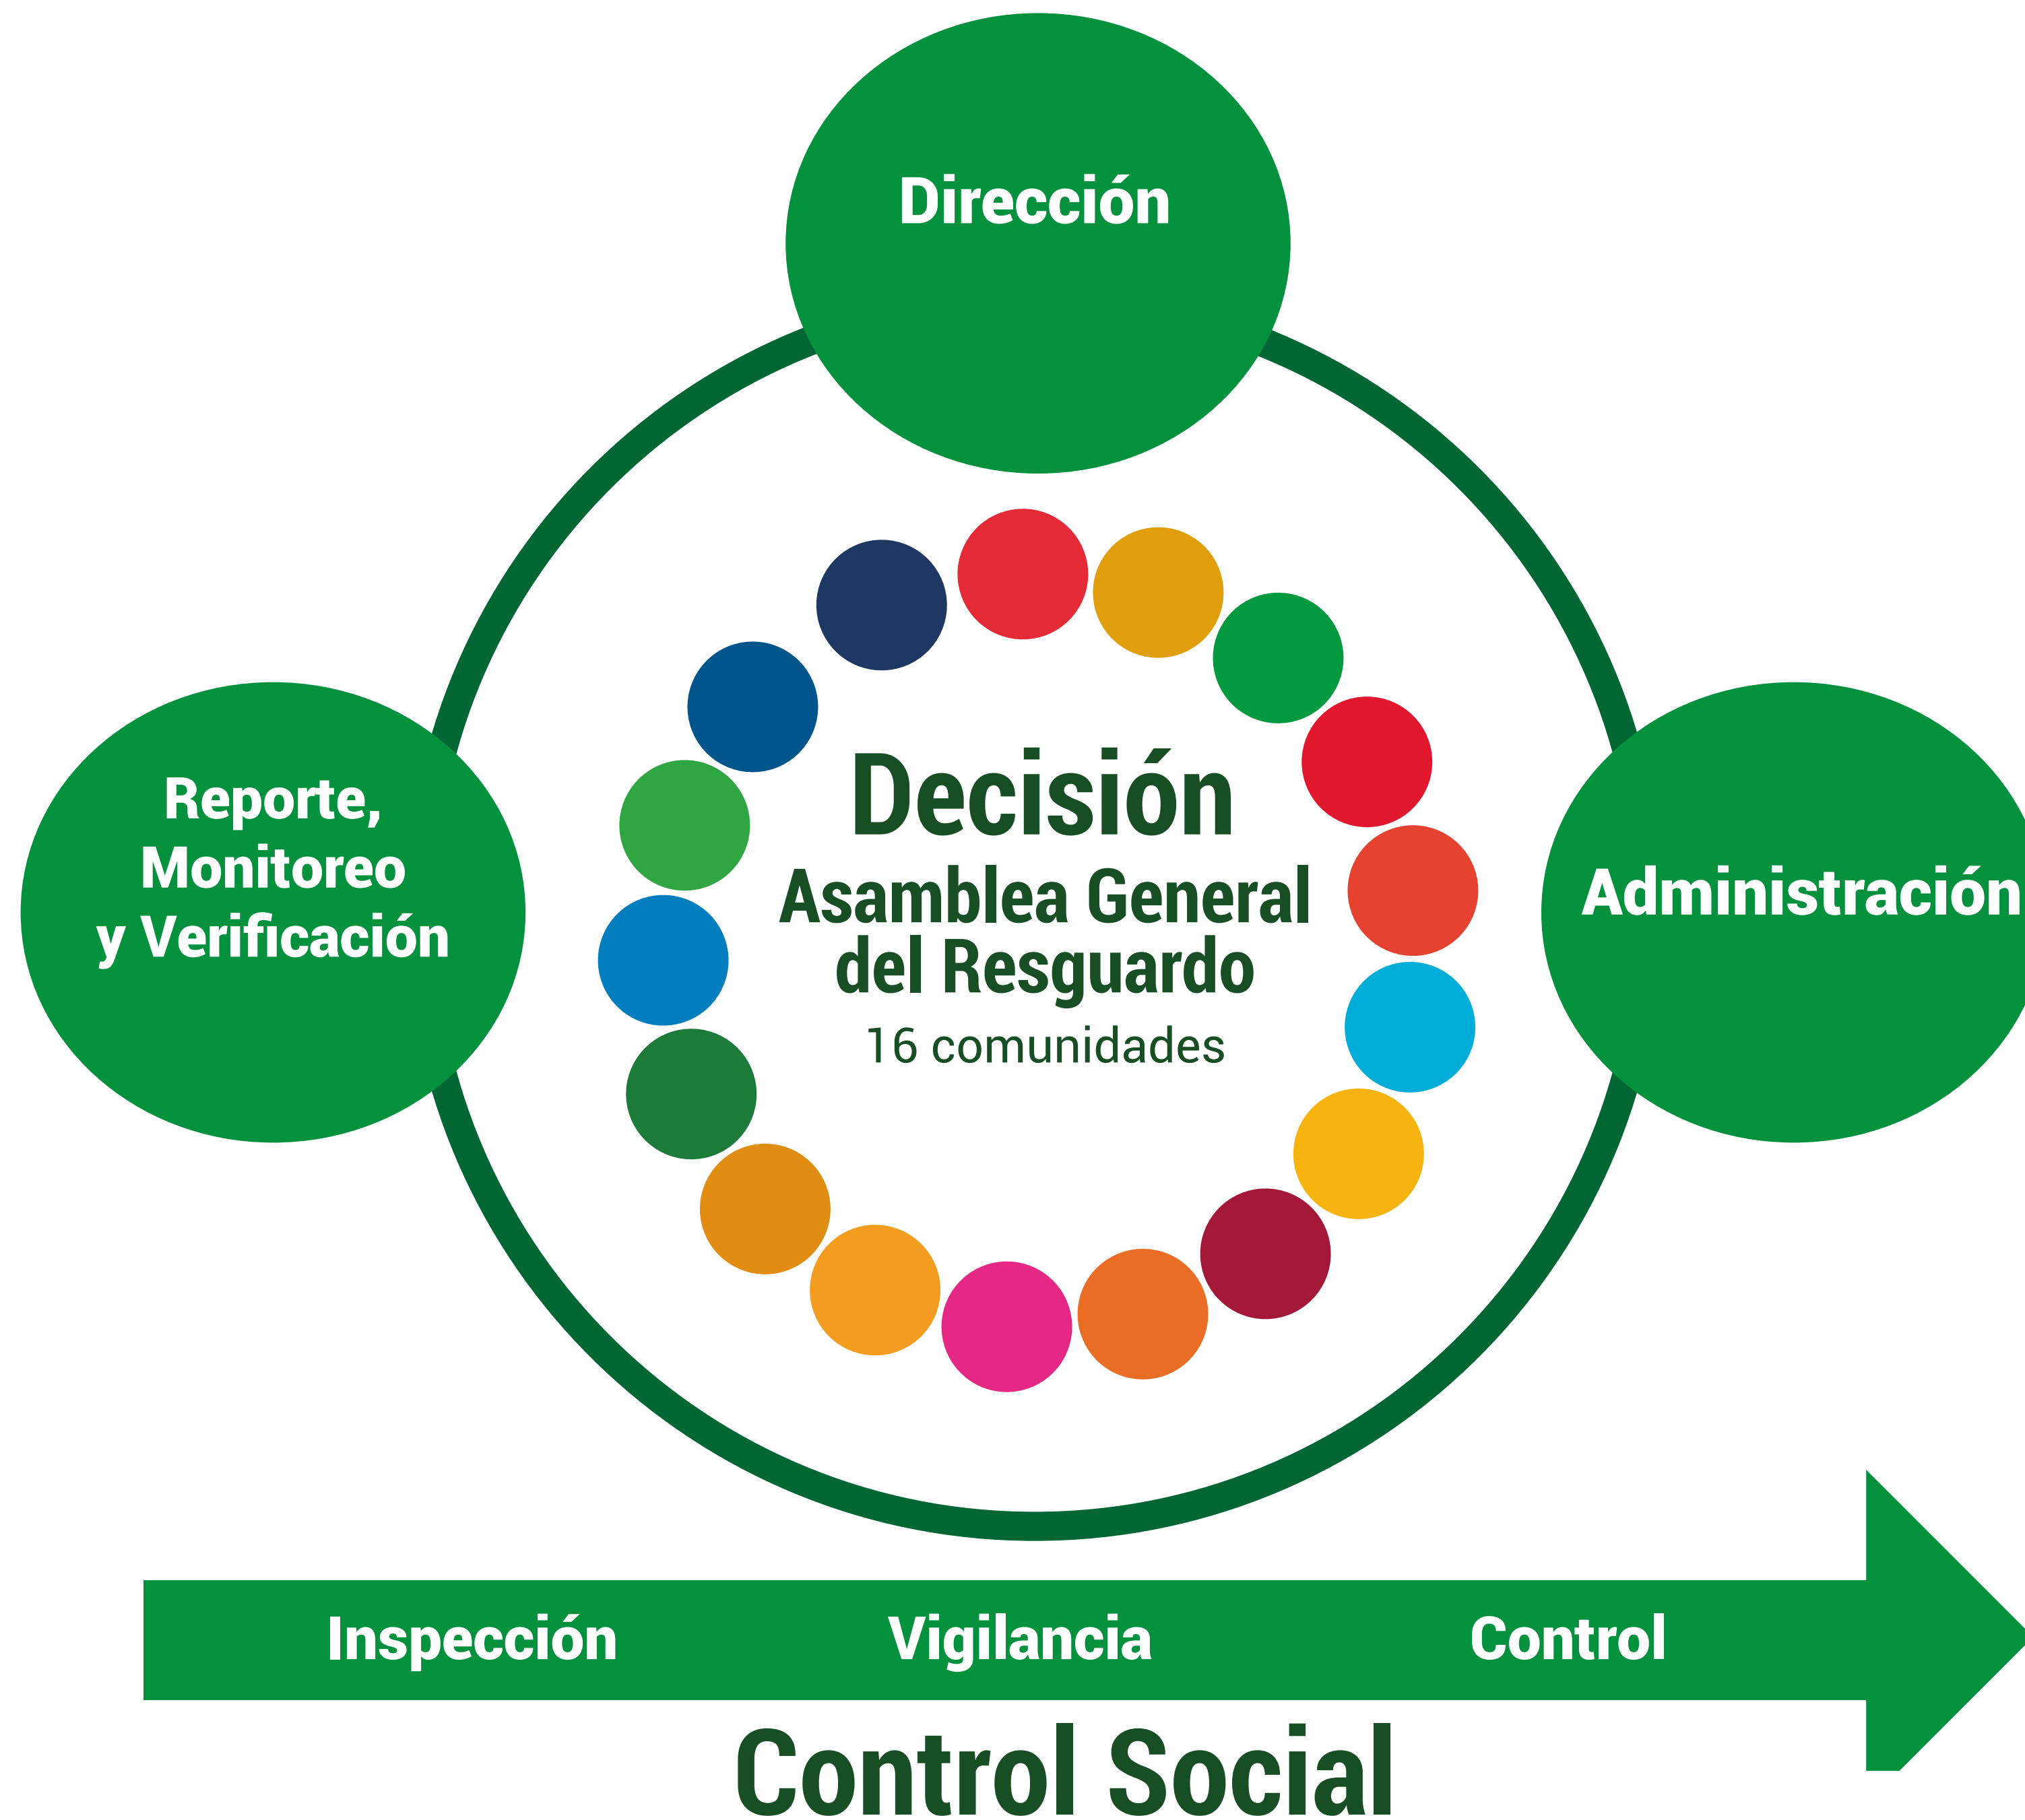 Dirección
Reporte,
Monitoreo
y Verificación
Decisión
Asamblea General
del Resguardo
16 comunidades
Administración
Inspección
Vigilancia
Control
Control Social